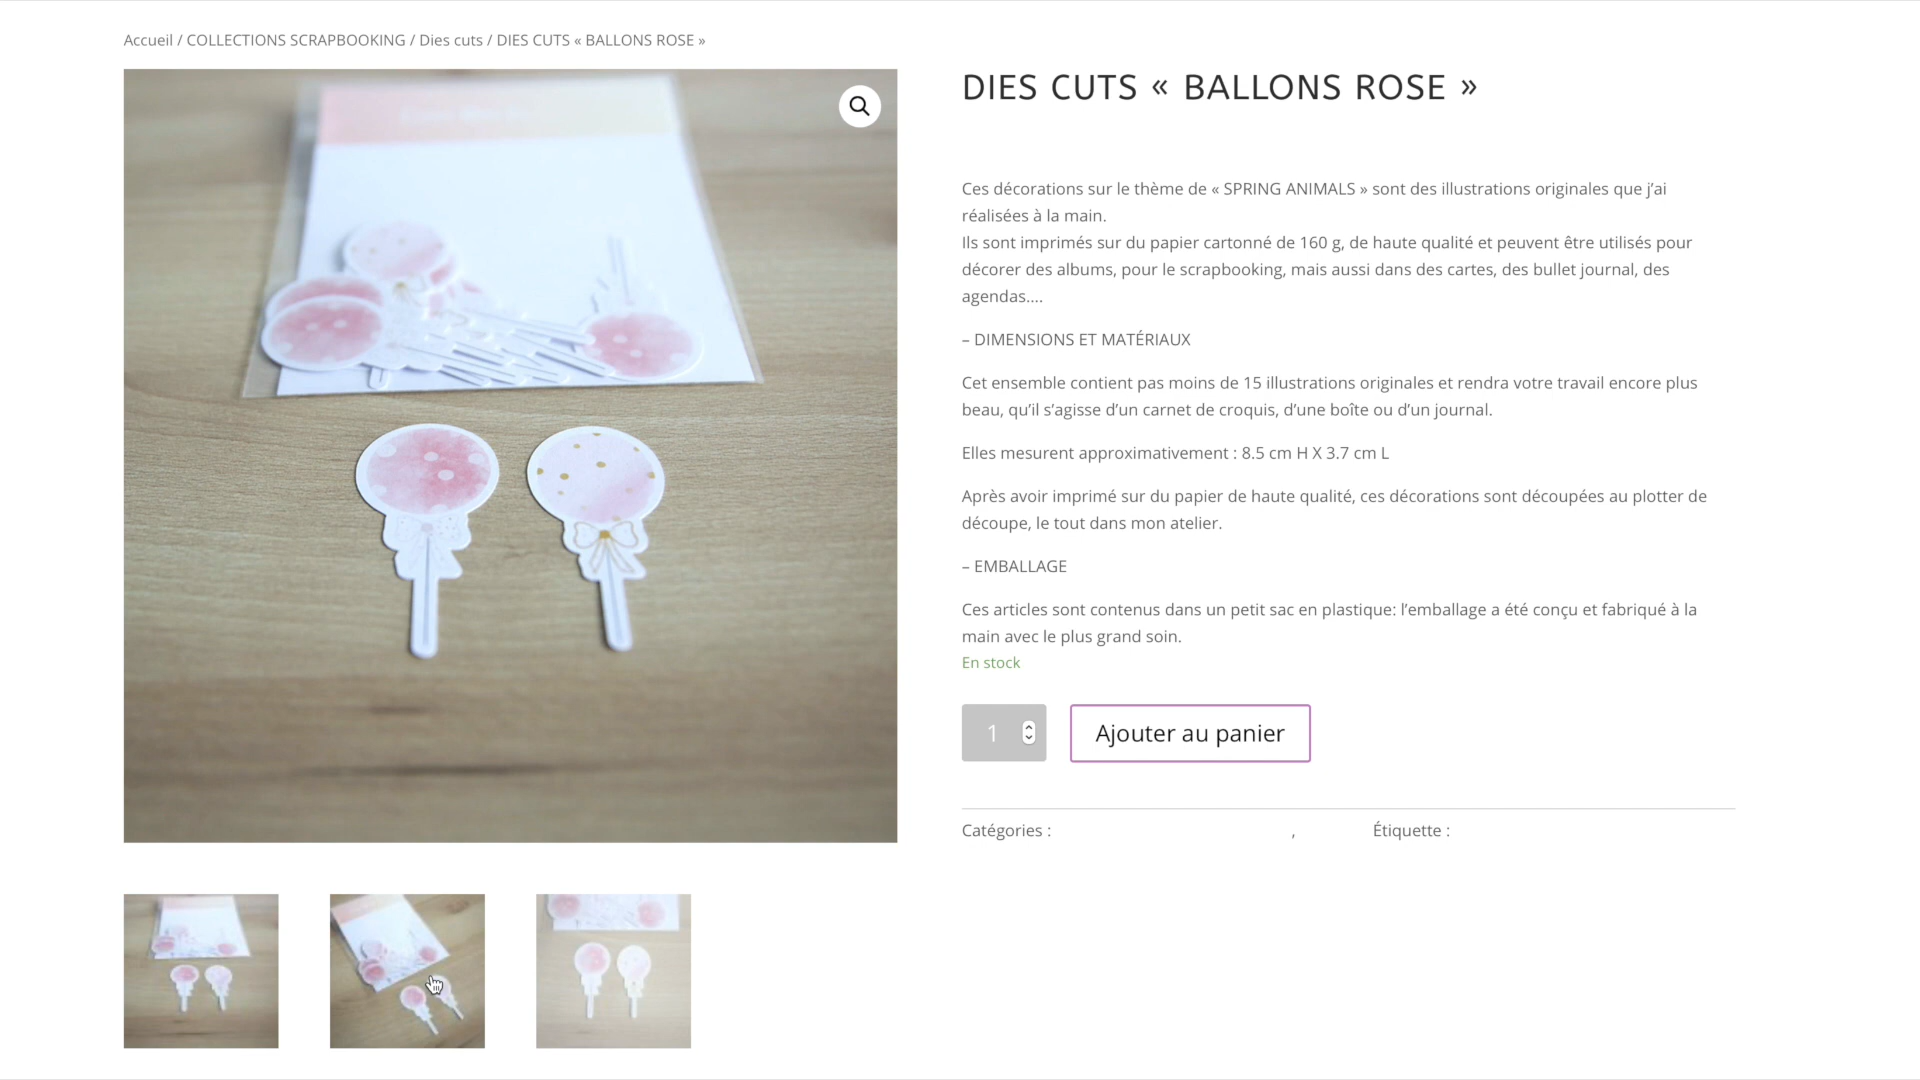 Accueil / COLLECTIONS SCRAPBOOKING / Dies cuts / DIES CUTS « BALLONS ROSE »
DIES CUTS « BALLONS ROSE »
Ces décorations sur le thème de « SPRING ANIMALS » sont des illustrations originales que j’ai
réalisées à la main.
Ils sont imprimés sur du papier cartonné de 160 g, de haute qualité et peuvent être utilisés pour
décorer des albums, pour le scrapbooking, mais aussi dans des cartes, des bullet journal, des
agendas….
– DIMENSIONS ET MATÉRIAUX
Cet ensemble contient pas moins de 15 illustrations originales et rendra votre travail encore plus
beau, qu’il s’agisse d’un carnet de croquis, d’une boîte ou d’un journal.
Elles mesurent approximativement : 8.5 cm H X 3.7 cm L
Après avoir imprimé sur du papier de haute qualité, ces décorations sont découpées au plotter de
découpe, le tout dans mon atelier.
– EMBALLAGE
Ces articles sont contenus dans un petit sac en plastique: l’emballage a été conçu et fabriqué à la
main avec le plus grand soin.
En stock
1
Ajouter au panier
Catégories : , Étiquette :